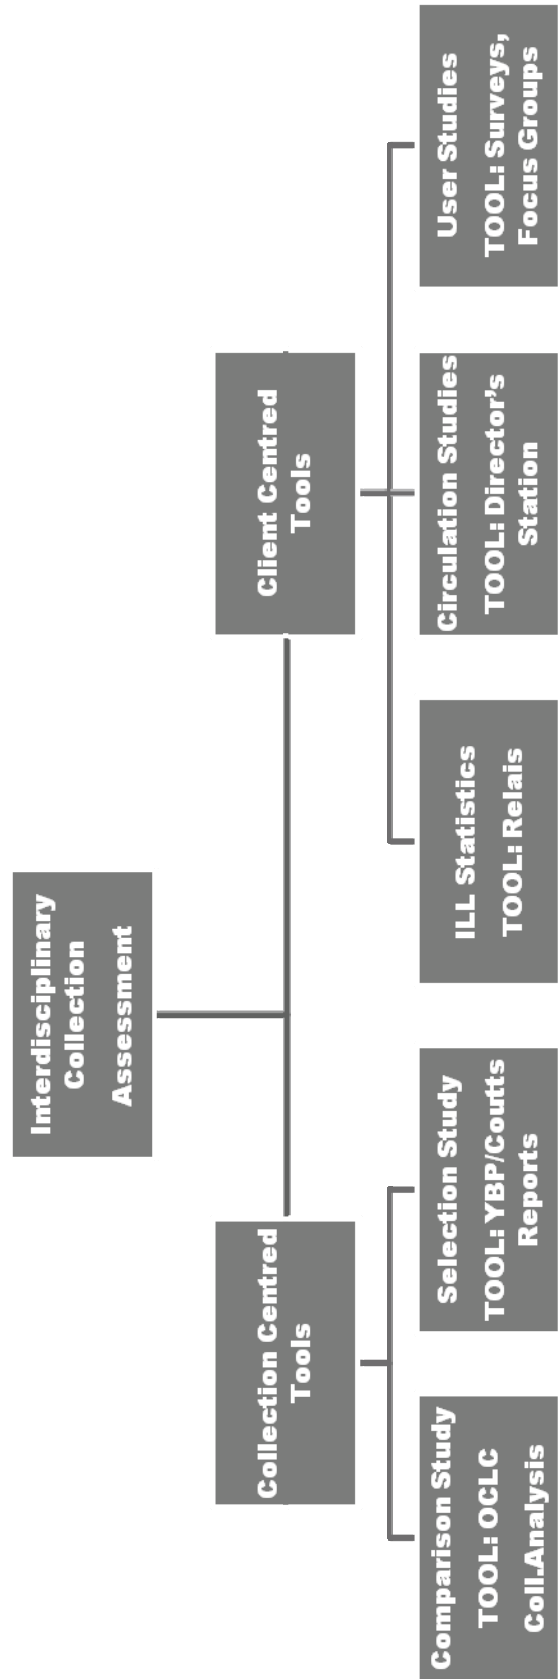 Interdisciplinary
Collection
Assessment
Collection Centred
Tools
Client Centred
Tools
Comparison Study
TOOL: OCLC
Coll.Analysis
Selection Study
TOOL: YBP/Coutts
Reports
ILL Statistics
TOOL: Relais
Circulation Studies
TOOL: Director's
Station
User Studies
TOOL: Surveys,
Focus Groups